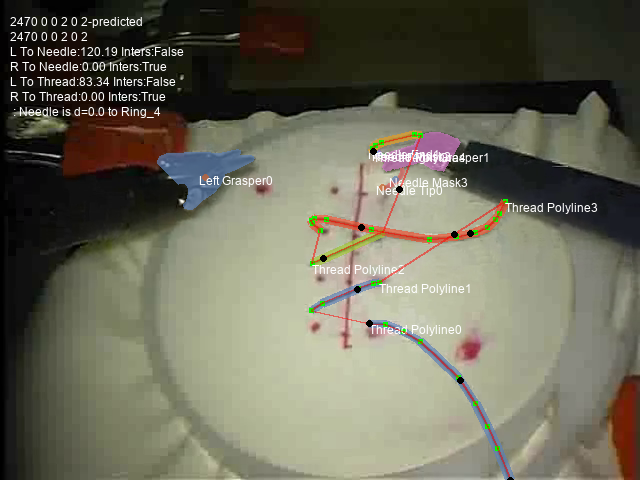 2470 0 0 2 0 2-predicted
2470 0 0 2 0 2
L To Needle:120.19 Inters:False
R To Needle:0.00 Inters:True
L To Thread:83.34 Inters:False
R To Thread:0.00 Inters:True
: Needle is d=0.0 to Ring_4
Left Grasper0
Needle Mask3
Needle Tip0
Thread Polyline3
Thread Polyline2
Thread Polyline1
Thread Polyline0